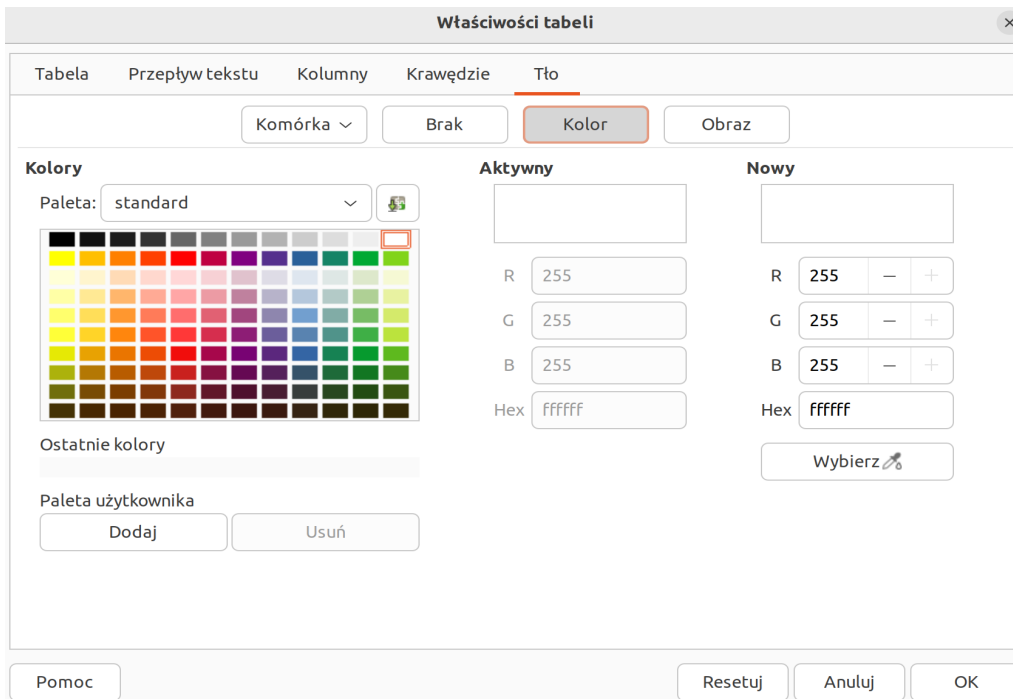 Właściwości tabeli
Tabela Przepływ tekstu Kolumny Krawędzie Tło
Komórka Brak Kolor Obraz
Kolory Aktywny Nowy
Paleta: standard
R 255 R 255
G 255 G 255
B 255 B 255
Hex ffffff Hex ffffff
Ostatnie kolory
Wybierz
Paleta użytkownika
Dodaj Usuń
Pomoc Resetuj Anuluj OK